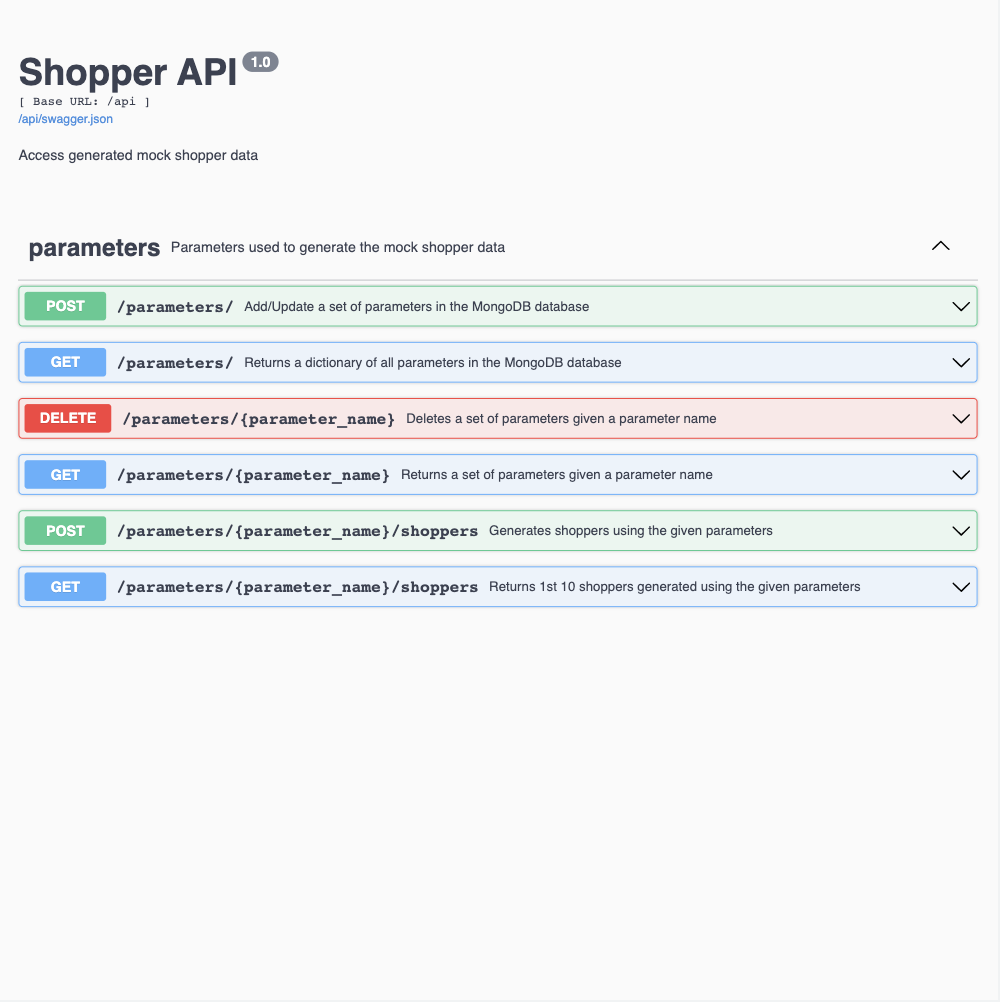 Shopper API 1.0
[ Base URL: /api ]
/api/swagger.json
Access generated mock shopper data
parameters Parameters used to generate the mock shopper data
POST /parameters/ Add/Update a set of parameters in the MongoDB database
GET /parameters/ Returns a dictionary of all parameters in the MongoDB database
DELETE /parameters/{parameter_name} Deletes a set of parameters given a parameter name
GET /parameters/{parameter_name} Returns a set of parameters given a parameter name
POST /parameters/{parameter_name}/shoppers Generates shoppers using the given parameters
GET /parameters/{parameter_name}/shoppers Returns 1st 10 shoppers generated using the given parameters